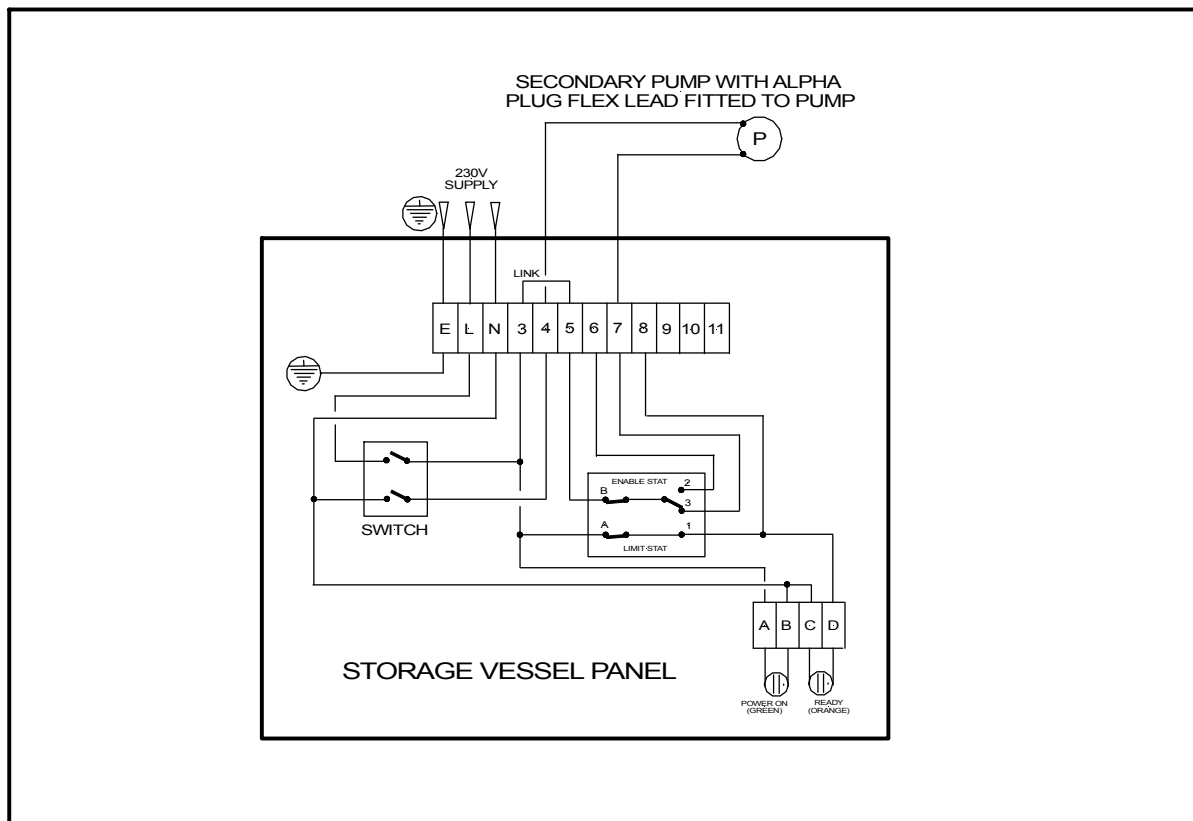 SECONDARY PUMP WITH ALPHA
PLUG FLEX LEAD FITTED TO PUMP
P
230V
SUPPLY
LINK
E L N 3 4 5 6 7 8 9 10 11
ENABLE STAT
2
B
3
SWITCH
A
1
LIMIT STAT
A B C D
STORAGE VESSEL PANEL
POWER ON
(GREEN)
READY
(ORANGE)